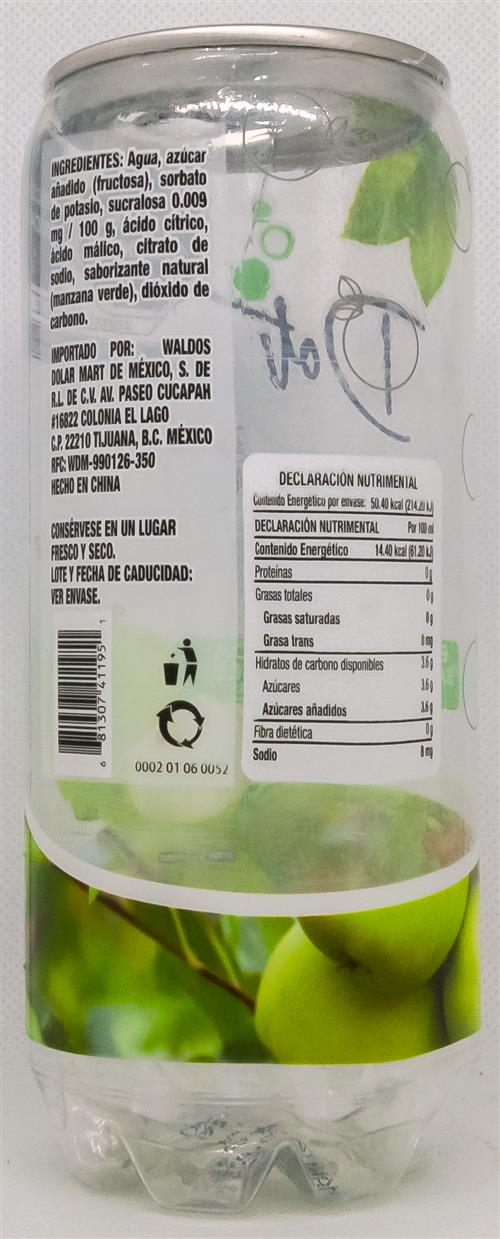 INGREDIENTES: Agua, azúcar
añadido (fructosa), sorbato
de potasio, sucralosa 0.009
mg / 100 g, ácido cítrico,
ácido málico, citrato de
sodio, saborizante natural
(manzana verde), dióxido de
carbono.
IMPORTADO POR: WALDOS
DOLAR MART DE MÉXICO, S. DE
R.L. DE C.V. AV. PASEO CUCAPAH
#16822 COLONIA EL LAGO
C.P. 22210 TIJUANA, B.C. MÉXICO
RFC: WDM-990126-350
HECHO EN CHINA
CONSÉRVESE EN UN LUGAR
FRESCO Y SECO.
LOTE Y FECHA DE CADUCIDAD:
VER ENVASE.
6 81307 41195 1
0002 01 06 0052
DECLARACIÓN NUTRIMENTAL
Contenido Energético por envase: 50.40 kcal (214.20 kJ)
DECLARACIÓN NUTRIMENTAL Por 100 ml
Contenido Energético 14.40 kcal (61.20 kJ)
Proteínas 0 g
Grasas totales 0 g
Grasas saturadas 0 g
Grasa trans 0 mg
Hidratos de carbono disponibles 3.6 g
Azúcares 3.6 g
Azúcares añadidos 3.6 g
Fibra dietética 0 g
Sodio 8 mg